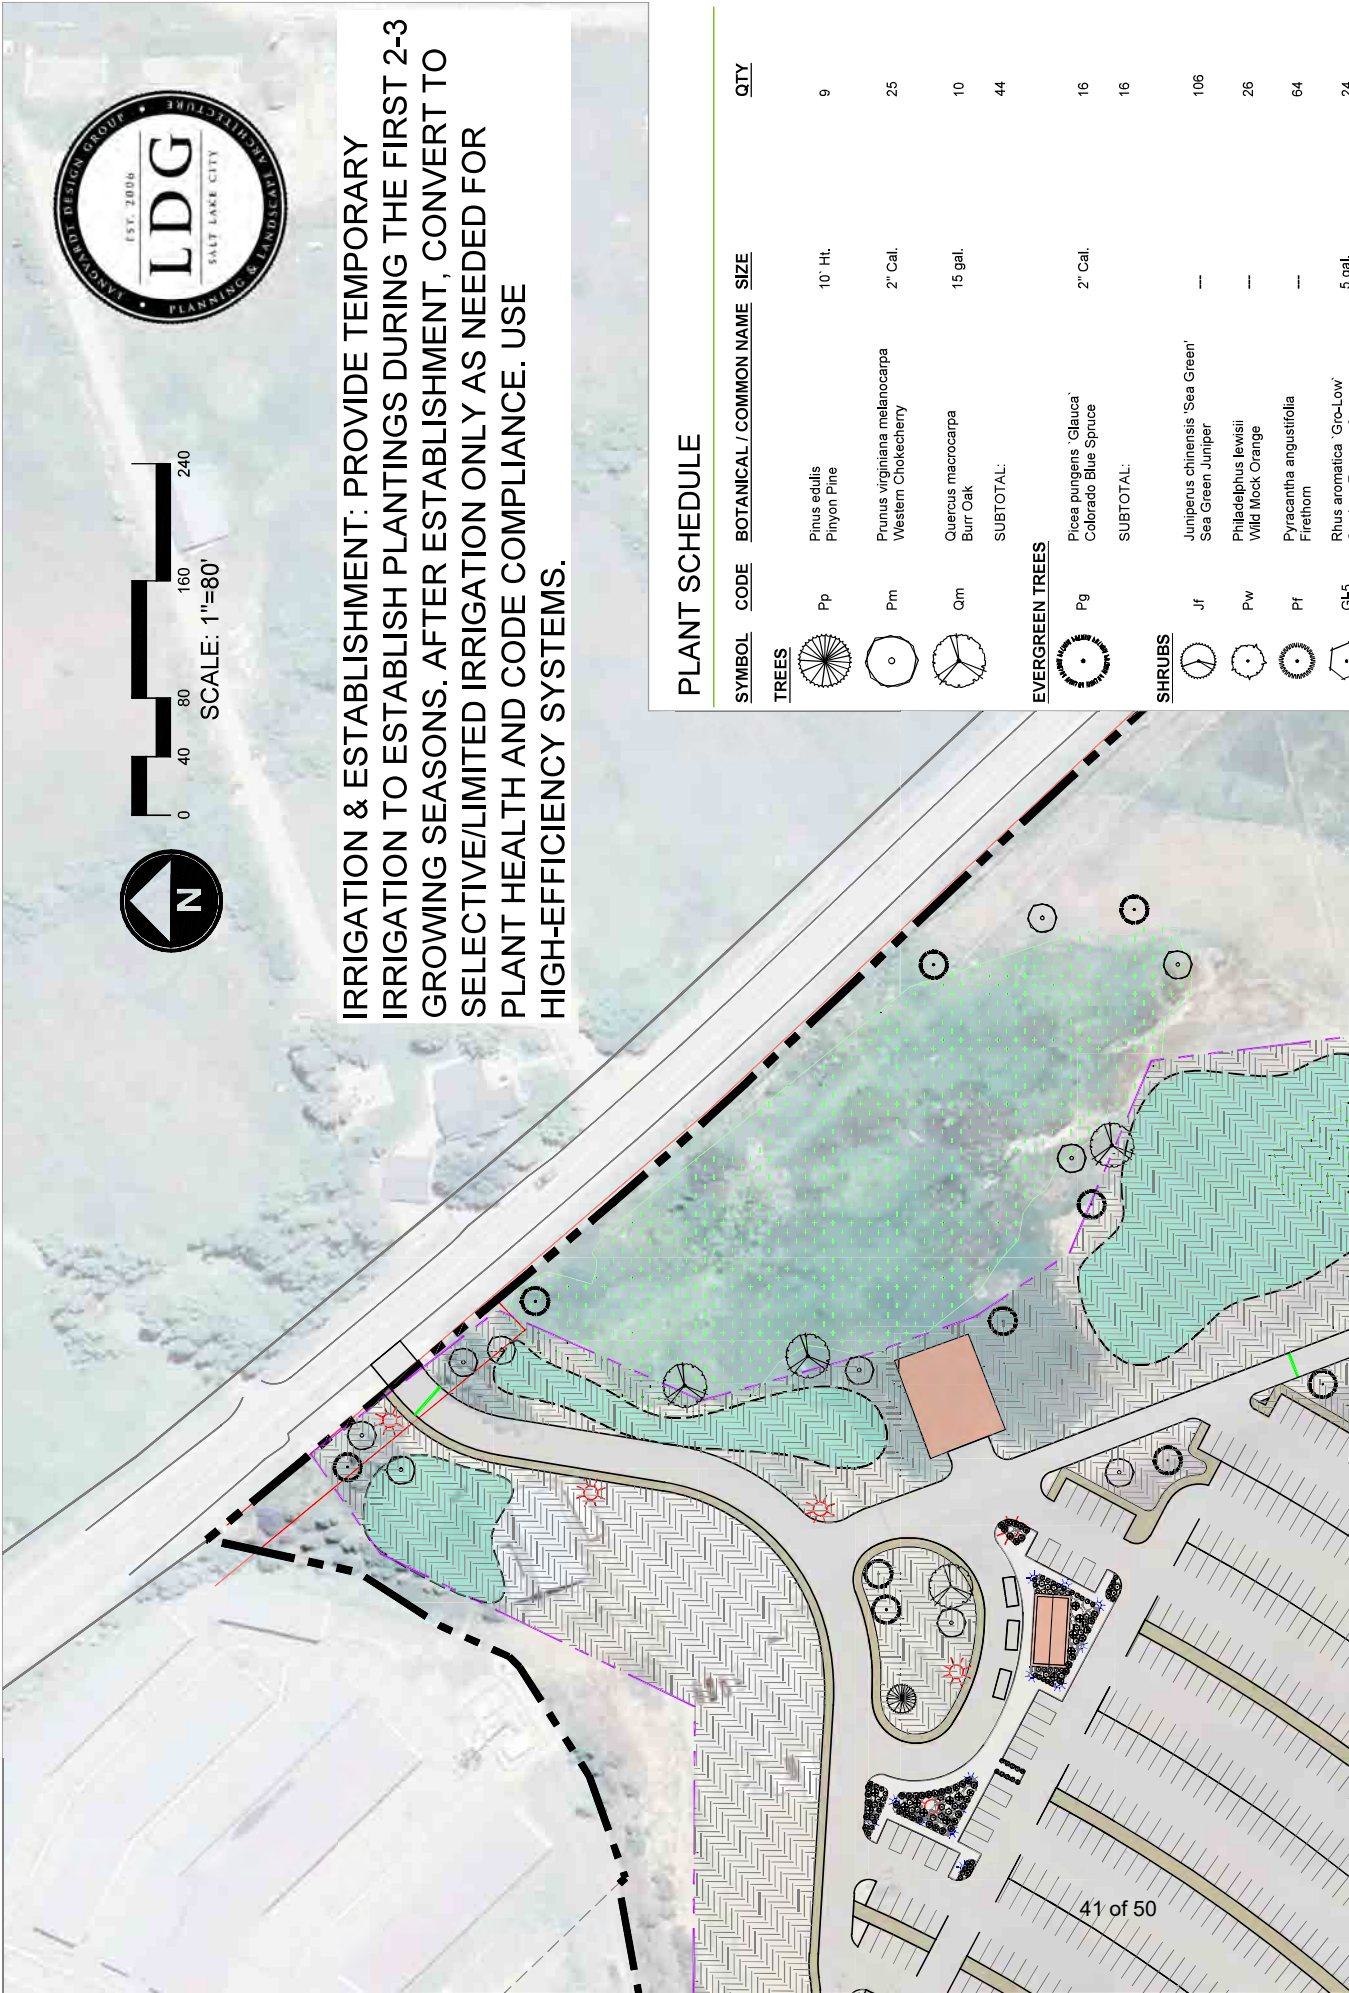 LANGVARDT DESIGN GROUP
EST. 2006
LDG
SALT LAKE CITY
PLANNING & LANDSCAPE ARCHITECTURE
N
0 40 80 160 240
SCALE: 1"=80'
IRRIGATION & ESTABLISHMENT: PROVIDE TEMPORARY
IRRIGATION TO ESTABLISH PLANTINGS DURING THE FIRST 2-3
GROWING SEASONS. AFTER ESTABLISHMENT, CONVERT TO
SELECTIVE/LIMITED IRRIGATION ONLY AS NEEDED FOR
PLANT HEALTH AND CODE COMPLIANCE. USE
HIGH-EFFICIENCY SYSTEMS.
PLANT SCHEDULE
SYMBOL CODE BOTANICAL / COMMON NAME SIZE QTY
TREES
Pp Pinus edulis 10` Ht. 9
Pinyon Pine
Pm Prunus virginiana melanocarpa 2" Cal. 25
Western Chokecherry
Qm Quercus macrocarpa 15 gal. 10
Burr Oak
SUBTOTAL: 44
EVERGREEN TREES
Pg Picea pungens `Glauca` 2" Cal. 16
Colorado Blue Spruce
SUBTOTAL: 16
SHRUBS
Jf Juniperus chinensis 'Sea Green' --- 106
Sea Green Juniper
Pw Philadelphus lewisii --- 26
Wild Mock Orange
Pf Pyracantha angustifolia --- 64
Firethorn
Rhus aromatica `Gro-Low` 5 gal. 24
41 of 50